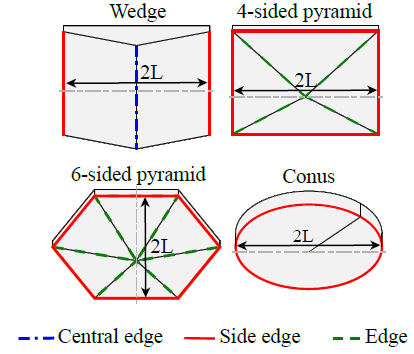 Wedge
4-sided pyramid
2L
2L
6-sided pyramid
Conus
2L
2L
Central edge
Side edge
Edge